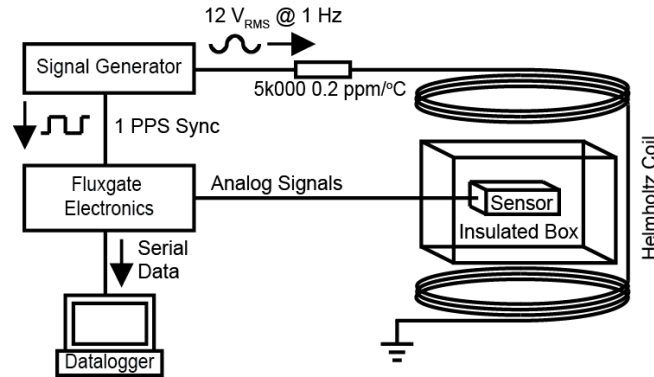 12 V_RMS @ 1 Hz
Signal Generator
5k000 0.2 ppm/°C
1 PPS Sync
Fluxgate
Electronics
Analog Signals
Sensor
Insulated Box
Helmholtz Coil
Serial
Data
Datalogger